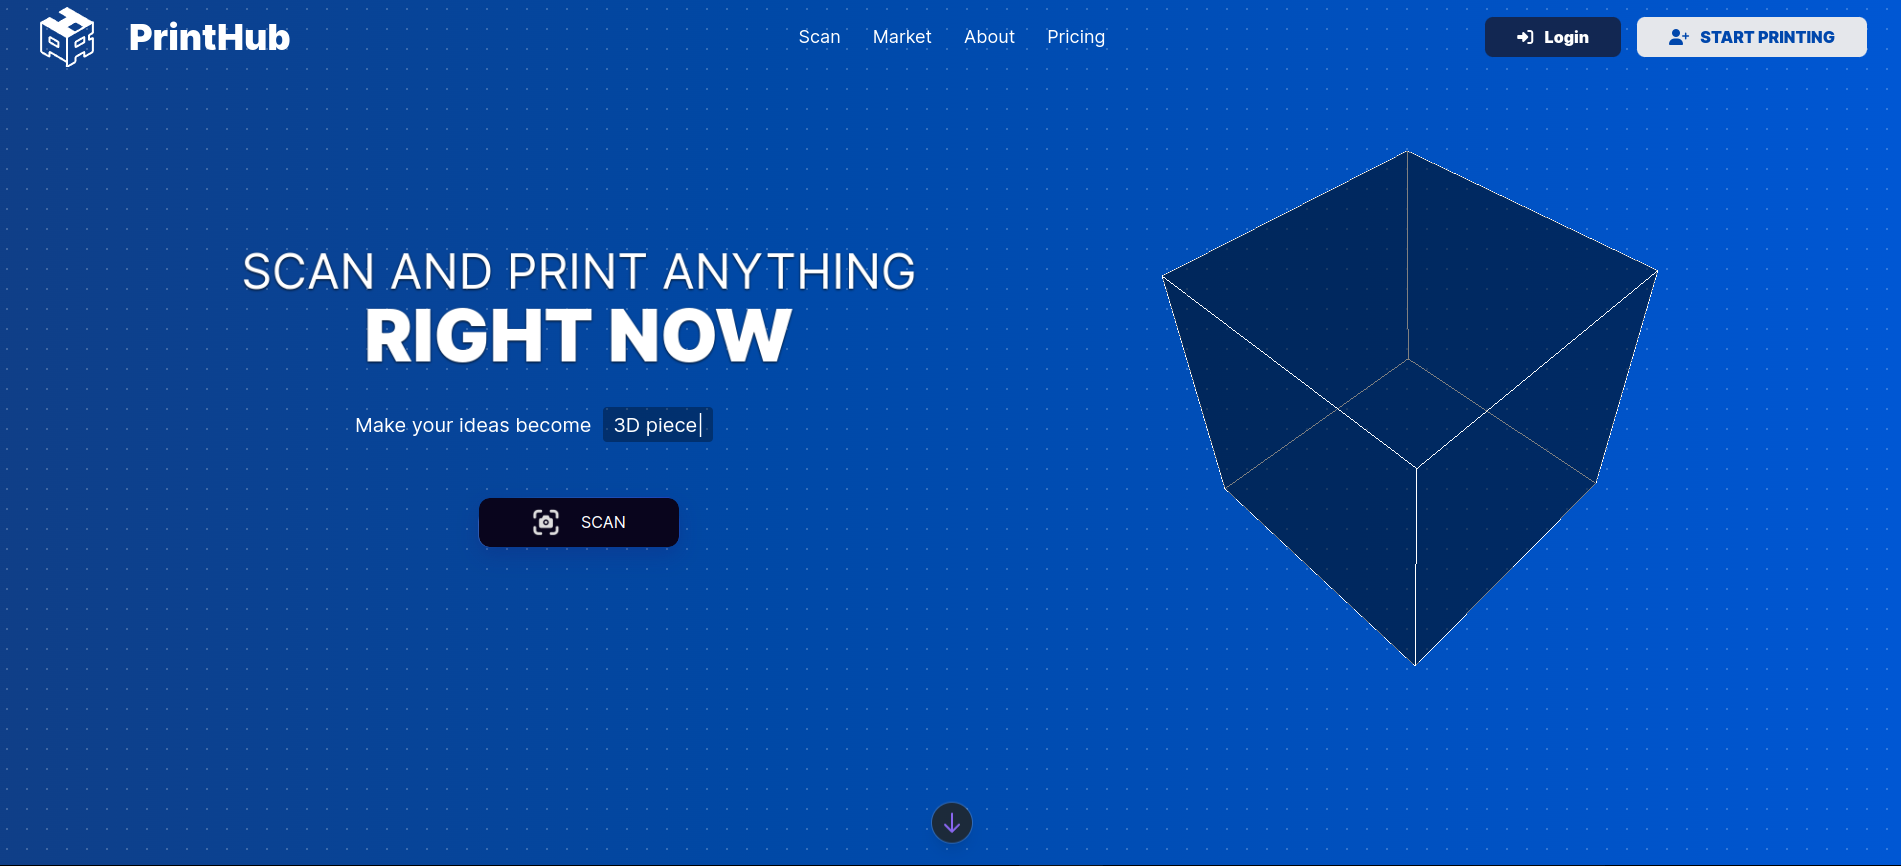 PrintHub
Scan Market About Pricing
Login
START PRINTING
SCAN AND PRINT ANYTHING
RIGHT NOW
Make your ideas become 3D piece|
SCAN